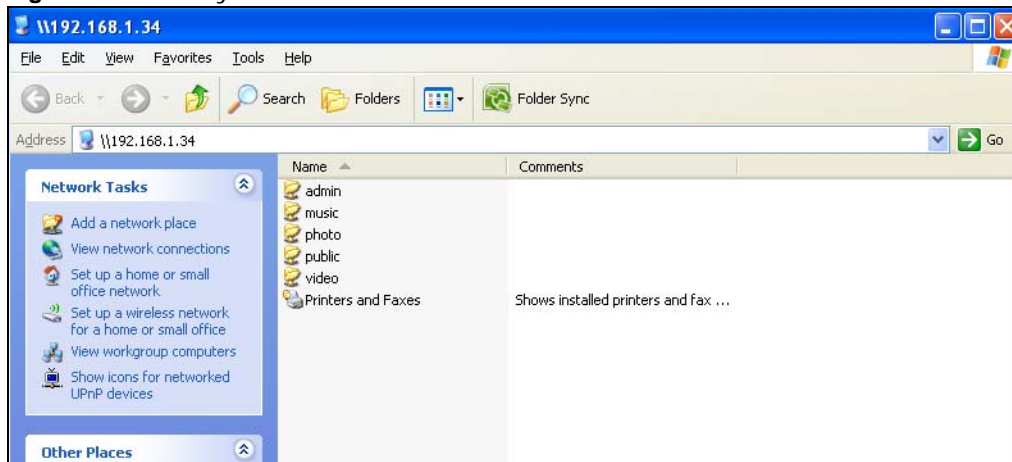 \\192.168.1.34
File Edit View Favorites Tools Help
Back Search Folders Folder Sync
Address \\192.168.1.34 Go
Name Comments
Network Tasks
Add a network place
View network connections
Set up a home or small
office network
Set up a wireless network
for a home or small office
View workgroup computers
Show icons for networked
UPnP devices
Other Places
admin
music
photo
public
video
Printers and Faxes Shows installed printers and fax ...